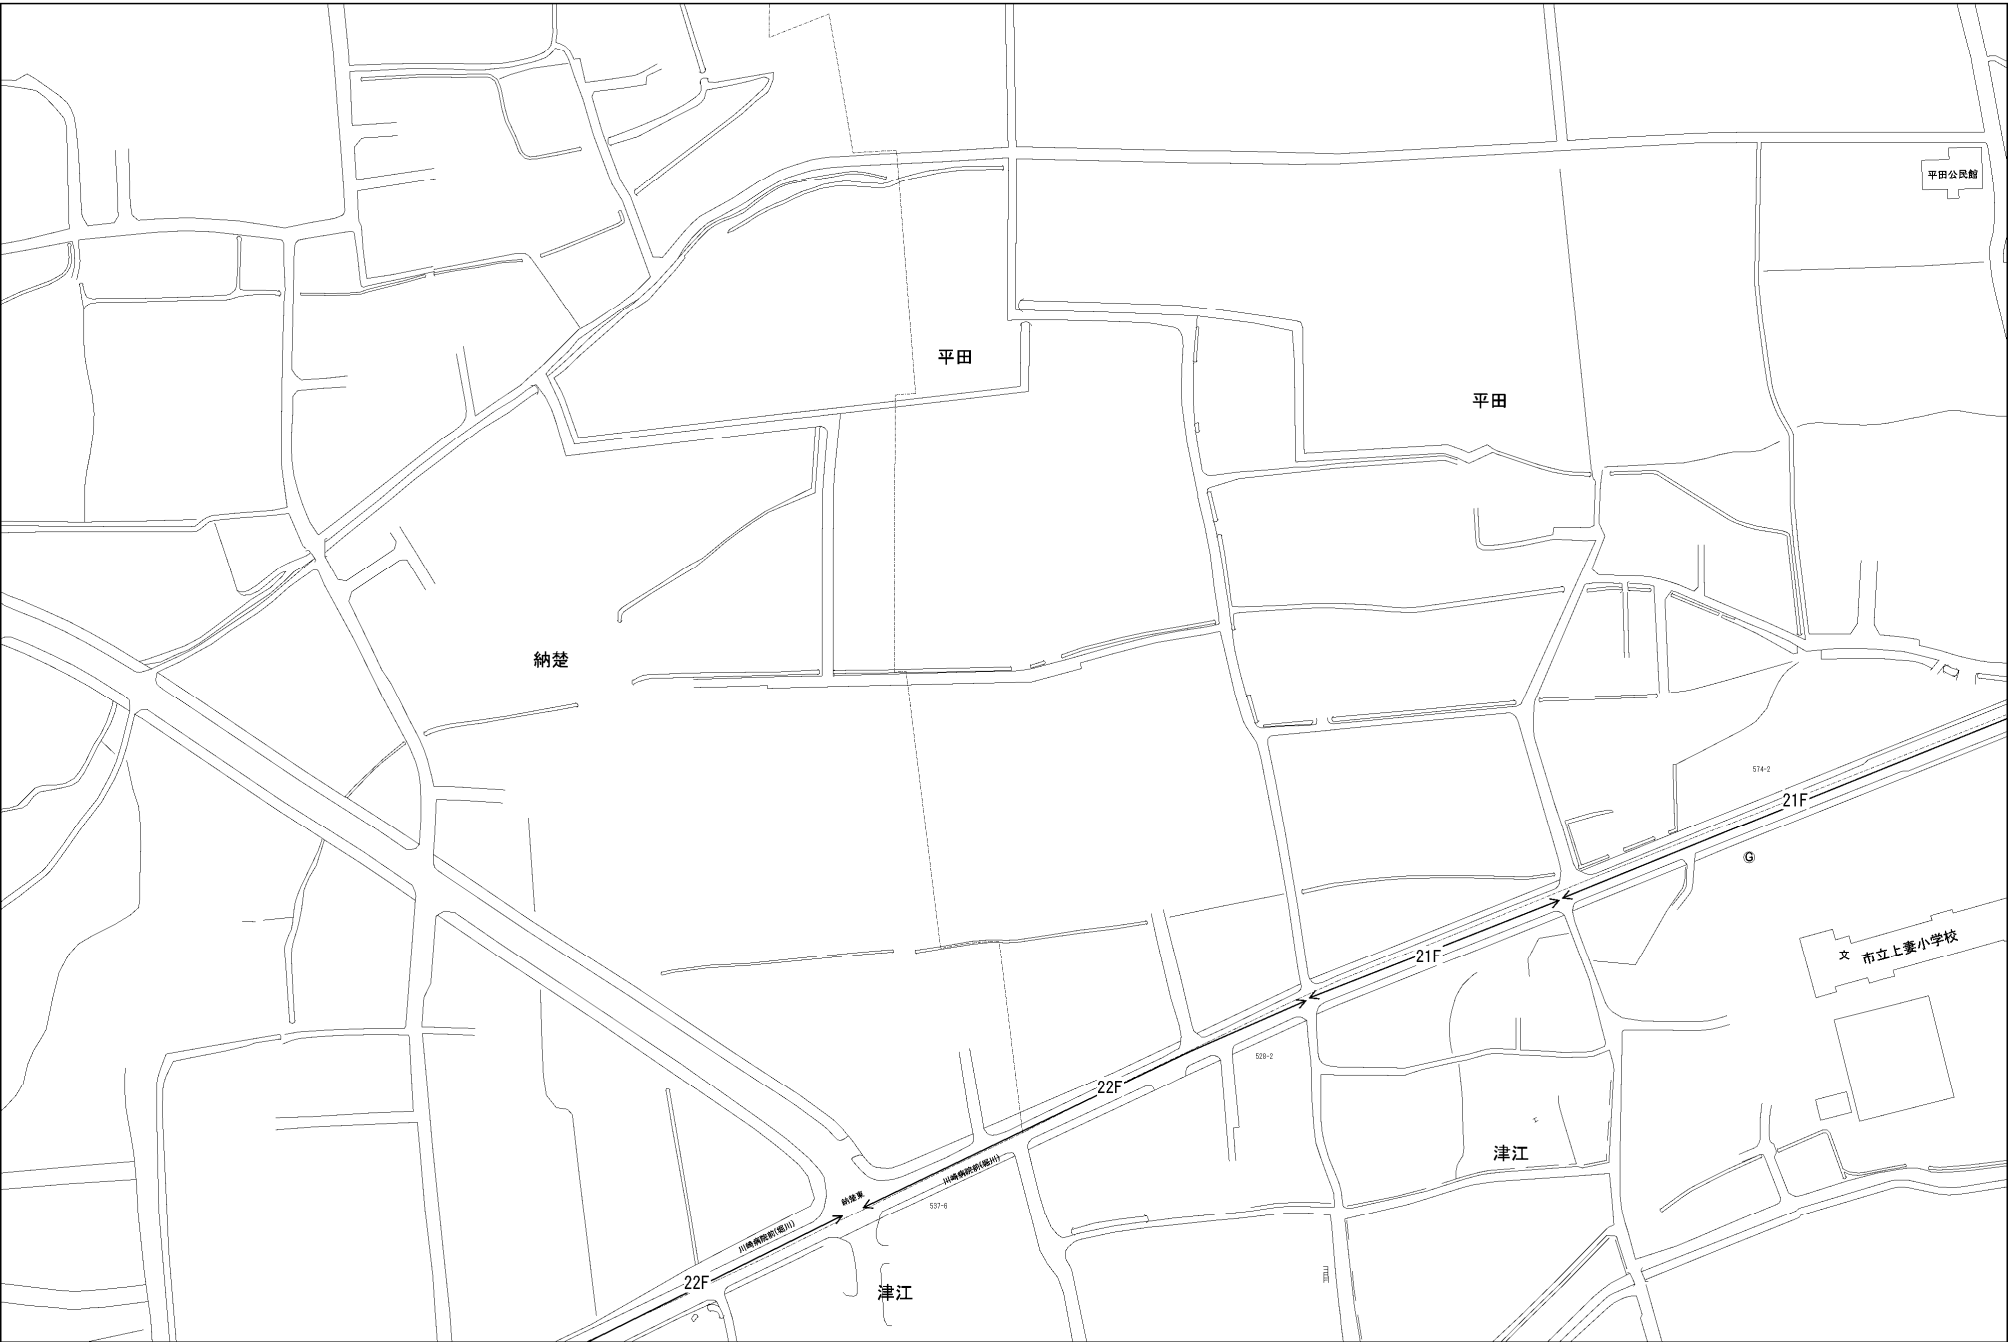 平田公民館
平田
平田
納楚
574-2
21F
G
文 市立上妻小学校
21F
528-2
22F
津江
川崎病院前(堀川)
納楚東
537-6
川崎病院前(堀川)
22F
津江